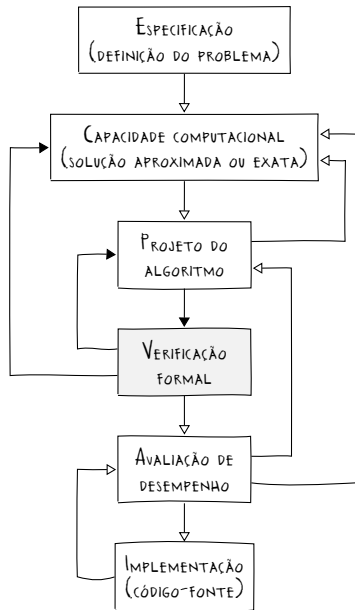 Especificação
(definição do problema)
Capacidade computacional
(solução aproximada ou exata)
Projeto do
algoritmo
Verificação
formal
Avaliação de
desempenho
Implementação
(código-fonte)